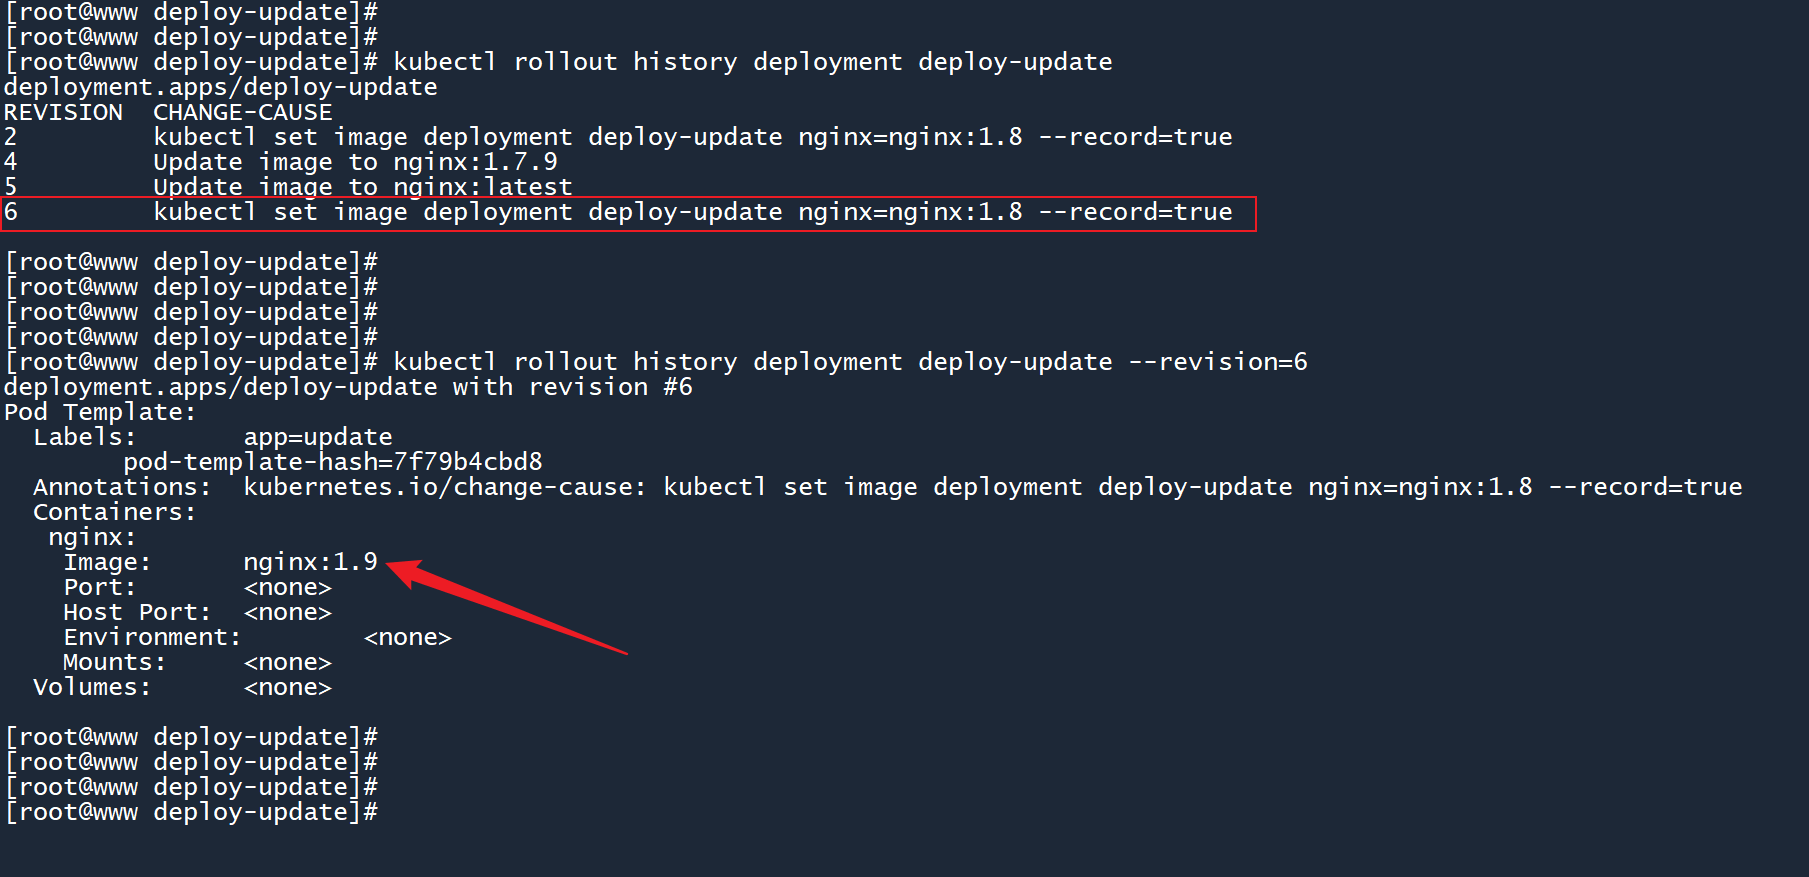 [root@www deploy-update]#
[root@www deploy-update]#
[root@www deploy-update]# kubectl rollout history deployment deploy-update
deployment.apps/deploy-update
REVISION  CHANGE-CAUSE
2         kubectl set image deployment deploy-update nginx=nginx:1.8 --record=true
4         Update image to nginx:1.7.9
5         Update image to nginx:latest
6         kubectl set image deployment deploy-update nginx=nginx:1.8 --record=true
[root@www deploy-update]#
[root@www deploy-update]#
[root@www deploy-update]#
[root@www deploy-update]#
[root@www deploy-update]# kubectl rollout history deployment deploy-update --revision=6
deployment.apps/deploy-update with revision #6
Pod Template:
  Labels:       app=update
        pod-template-hash=7f79b4cbd8
  Annotations:  kubernetes.io/change-cause: kubectl set image deployment deploy-update nginx=nginx:1.8 --record=true
  Containers:
   nginx:
    Image:      nginx:1.9
    Port:       <none>
    Host Port:  <none>
    Environment:        <none>
    Mounts:     <none>
  Volumes:      <none>
[root@www deploy-update]#
[root@www deploy-update]#
[root@www deploy-update]#
[root@www deploy-update]#